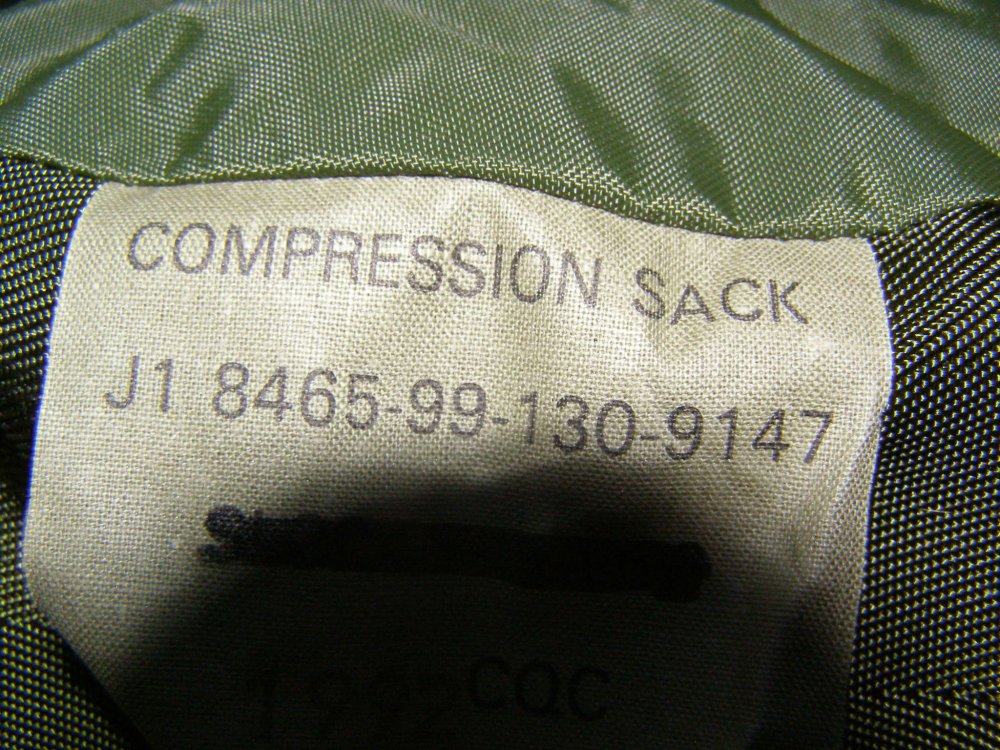 COMPRESSION SACK
J1 8465-99-130-9147
CQC